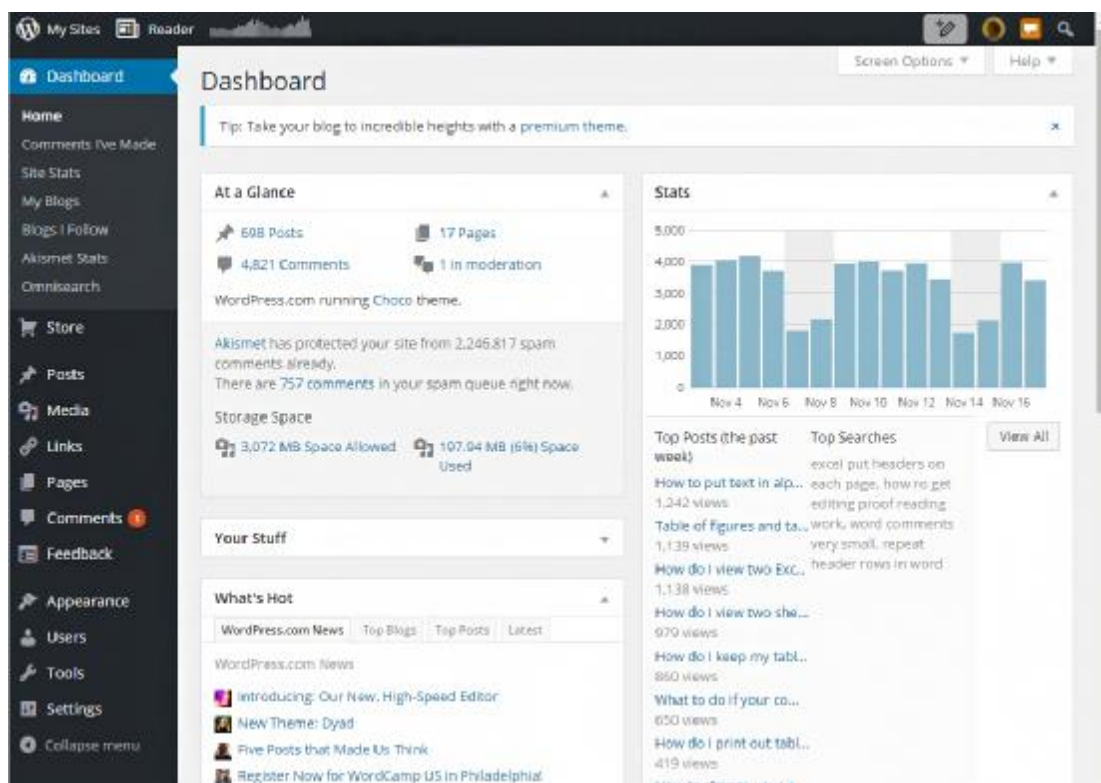 My Sites
Reader
Screen Options
Help
Dashboard
Home
Comments I've Made
Site Stats
My Blogs
Blogs I Follow
Akismet Stats
Omnisearch
Store
Posts
Media
Links
Pages
Comments 1
Feedback
Appearance
Users
Tools
Settings
Collapse menu
Dashboard
Tip: Take your blog to incredible heights with a premium theme.
At a Glance
698 Posts
17 Pages
4,821 Comments
1 in moderation
WordPress.com running Choco theme.
Akismet has protected your site from 2,246,817 spam
comments already.
There are 757 comments in your spam queue right now.
Storage Space
3,072 MB Space Allowed
197.94 MB (6%) Space
Used
Your Stuff
What's Hot
WordPress.com News
Top Blogs
Top Posts
Latest
WordPress.com News
Introducing: Our New, High-Speed Editor
New Theme: Dyad
Five Posts that Made Us Think
Register Now for WordCamp US in Philadelphia!
Stats
5,000
4,000
3,000
2,000
1,000
0
Nov 4 Nov 6 Nov 8 Nov 10 Nov 12 Nov 14 Nov 16
Top Posts (the past
week)
How to put text in alp...
1,242 views
Table of figures and ta...
1,139 views
How do I view two Exc...
1,138 views
How do I view two she...
979 views
How do I keep my tabl...
860 views
What to do if your co...
650 views
How do I print out tabl...
419 views
Top Searches
excel put headers on
each page, how ro get
editing proof reading
work, word comments
very small, repeat
header rows in word
View All